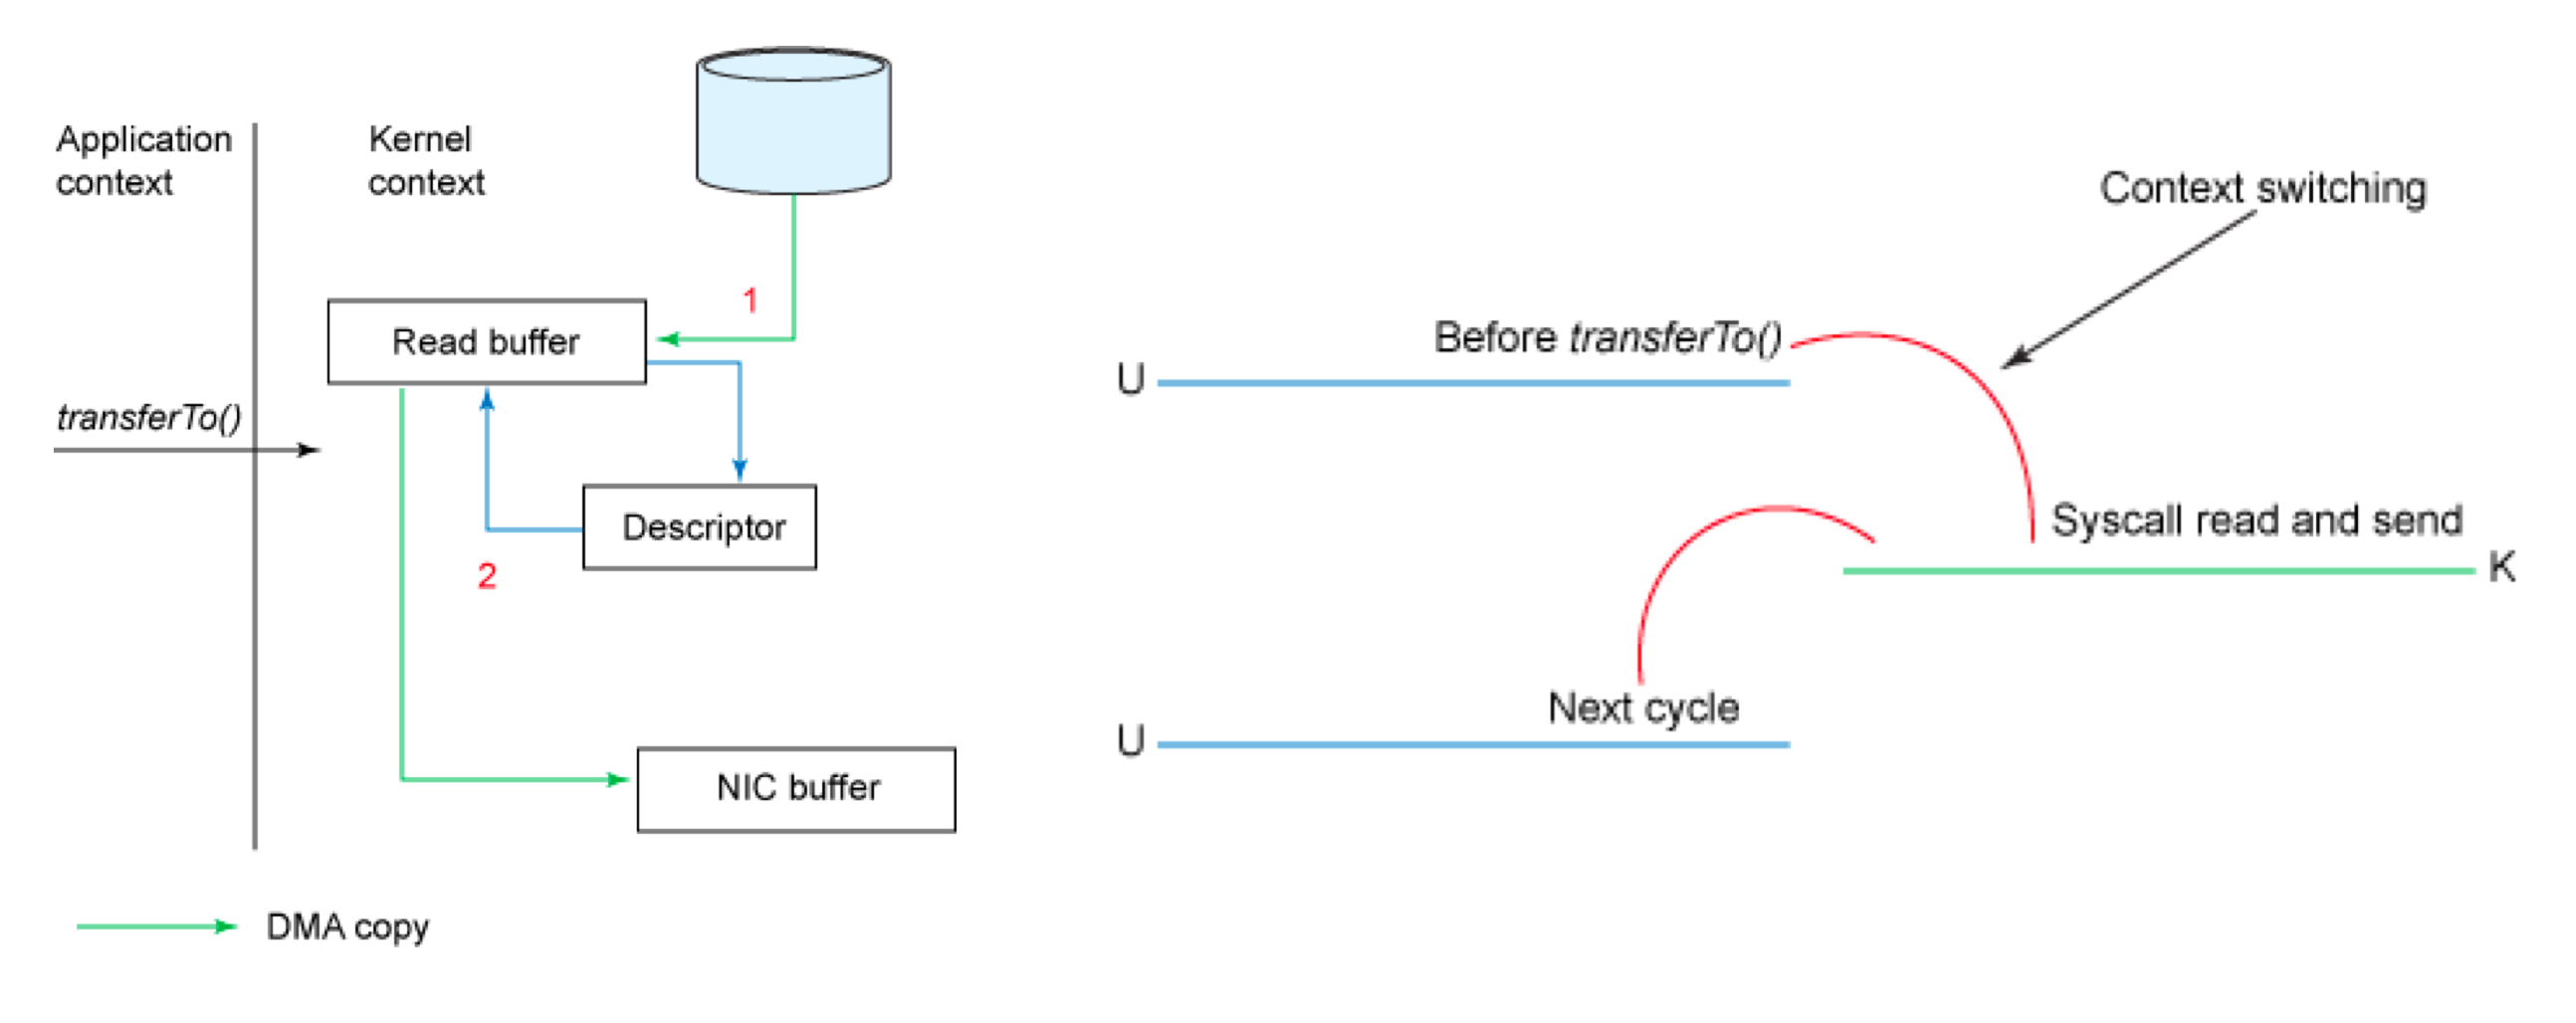 Application
context
Kernel
context
1
Read buffer
transferTo()
Descriptor
2
NIC buffer
DMA copy
Context switching
Before transferTo()
U
Syscall read and send
K
Next cycle
U